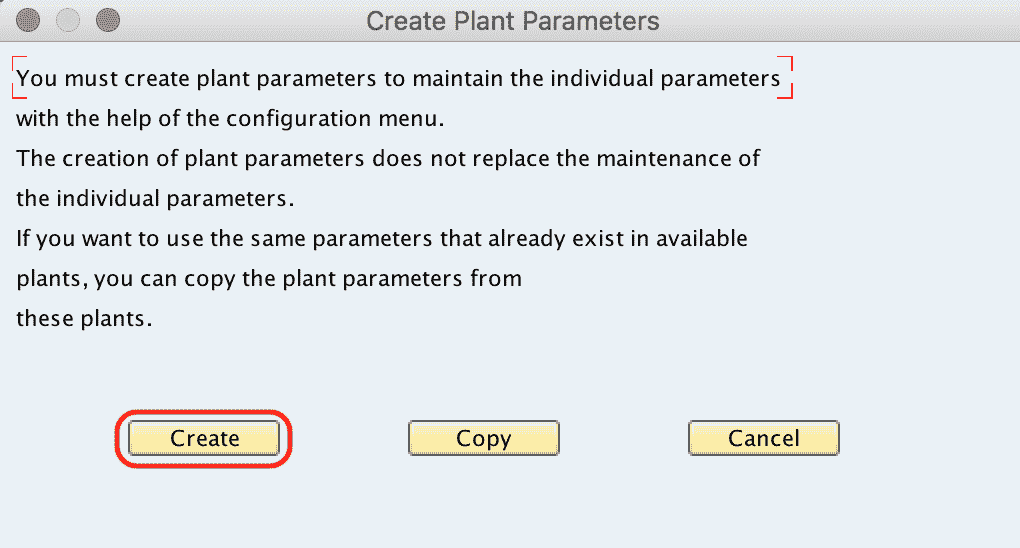 Create Plant Parameters
You must create plant parameters to maintain the individual parameters
with the help of the configuration menu.
The creation of plant parameters does not replace the maintenance of
the individual parameters.
If you want to use the same parameters that already exist in available
plants, you can copy the plant parameters from
these plants.
Create Copy Cancel